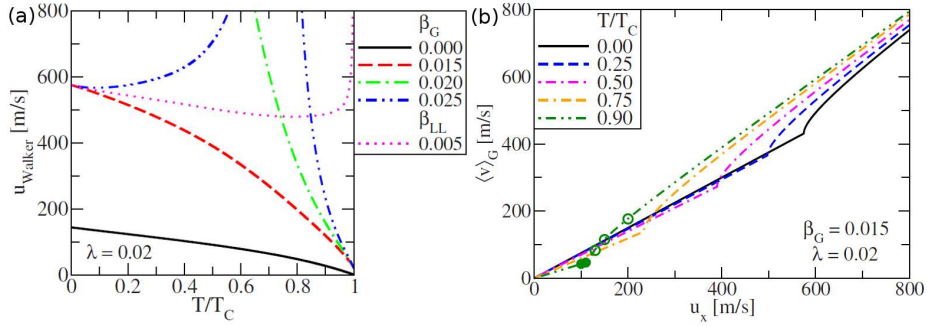 (a)
800
600
400
200
0
u_Walker [m/s]
0
0.2
0.4
0.6
0.8
1
T/T_C
λ = 0.02
β_G
0.000
0.015
0.020
0.025
β_LL
0.005
(b)
800
600
400
200
0
⟨v⟩_G [m/s]
0
200
400
600
800
u_x [m/s]
T/T_C
0.00
0.25
0.50
0.75
0.90
β_G = 0.015
λ = 0.02